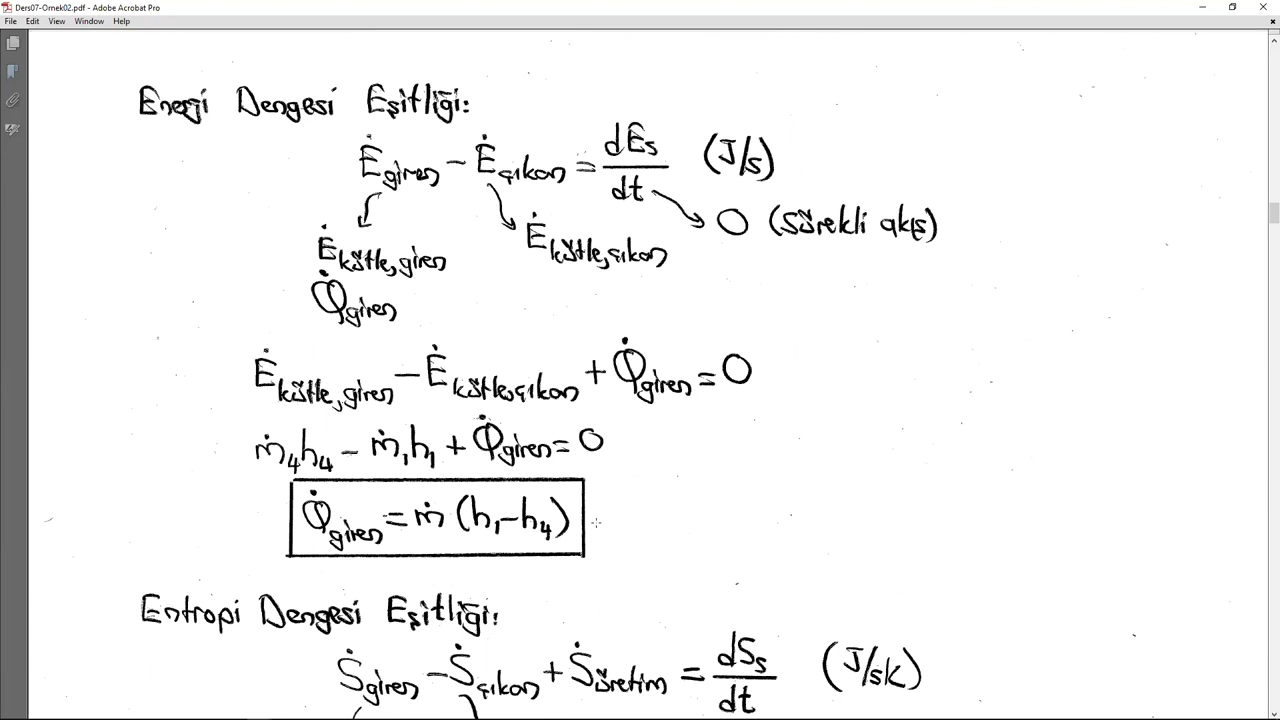 Ders07-Ornek02.pdf - Adobe Acrobat Pro
File Edit View Window Help
Enerji Dengesi Eşitliği:
Ė_giren - Ė_çıkan = dE_s/dt (J/s)
0 (sürekli akış)
Ė_kütle,giren Ė_kütle,çıkan
Q̇_giren
Ė_kütle,giren - Ė_kütle,çıkan + Q̇_giren = 0
ṁ₄h₄ - ṁ₁h₁ + Q̇_giren = 0
Q̇_giren = ṁ (h₁-h₄)
Entropi Dengesi Eşitliği:
Ṡ_giren - Ṡ_çıkan + Ṡ_üretim = dS_s/dt (J/sK)